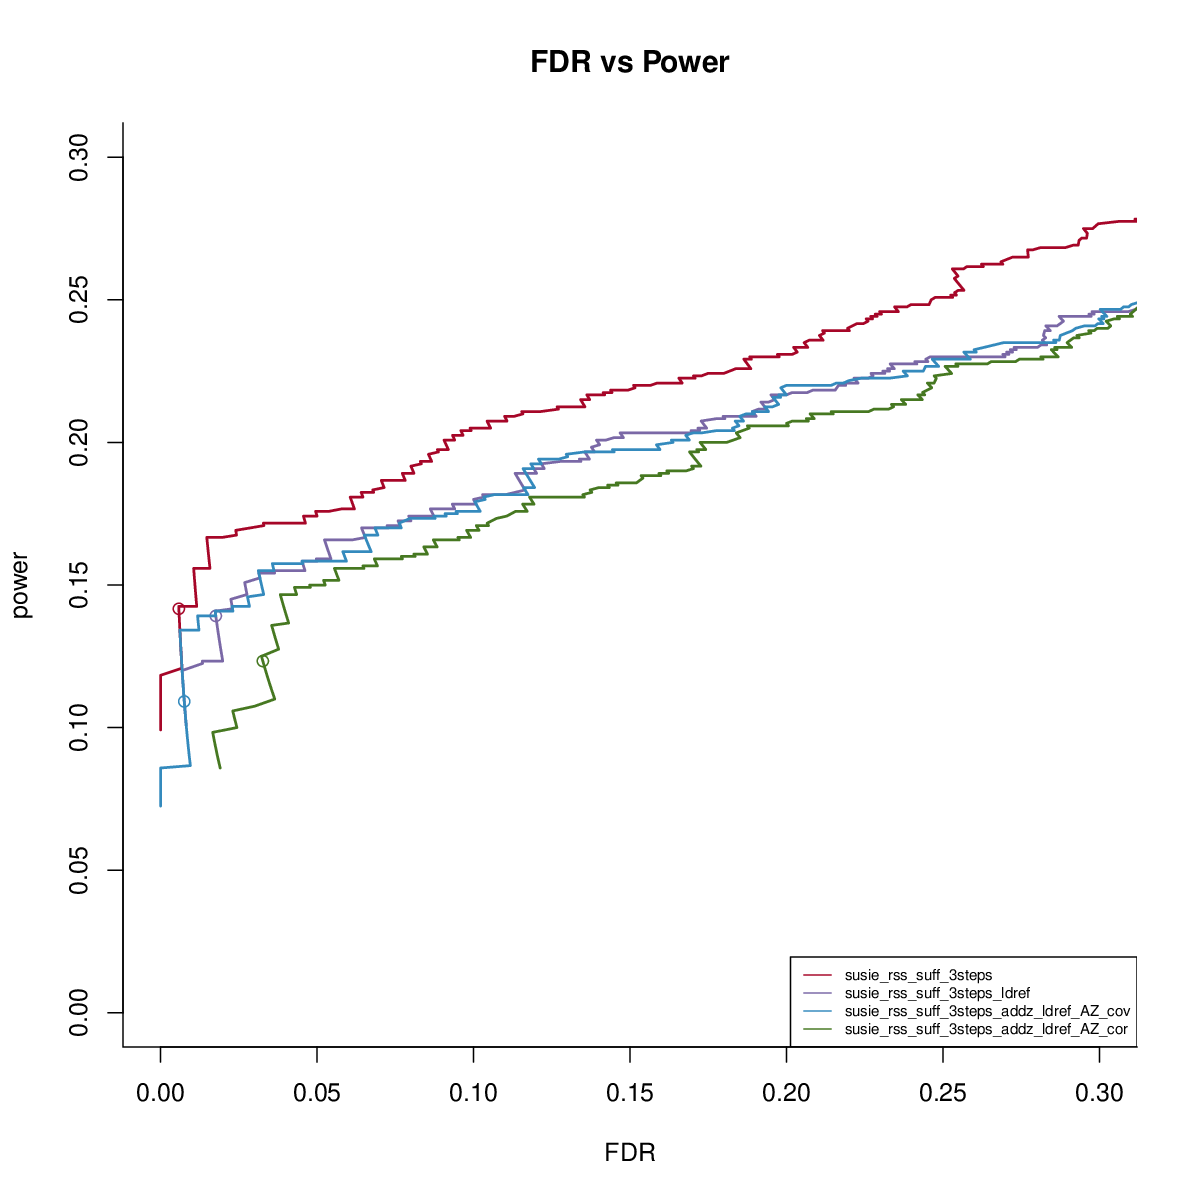 FDR vs Power
power
0.30
0.25
0.20
0.15
0.10
0.05
0.00
susie_rss_suff_3steps
susie_rss_suff_3steps_ldref
susie_rss_suff_3steps_addz_ldref_AZ_cov
susie_rss_suff_3steps_addz_ldref_AZ_cor
0.00 0.05 0.10 0.15 0.20 0.25 0.30
FDR